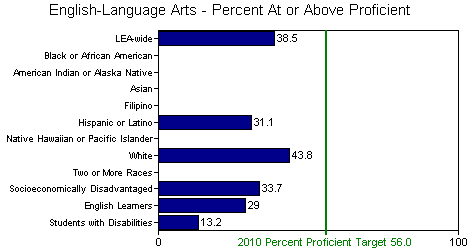 English-Language Arts - Percent At or Above Proficient
LEA-wide 38.5
Black or African American
American Indian or Alaska Native
Asian
Filipino
Hispanic or Latino 31.1
Native Hawaiian or Pacific Islander
White 43.8
Two or More Races
Socioeconomically Disadvantaged 33.7
English Learners 29
Students with Disabilities 13.2
0 2010 Percent Proficient Target 56.0 100